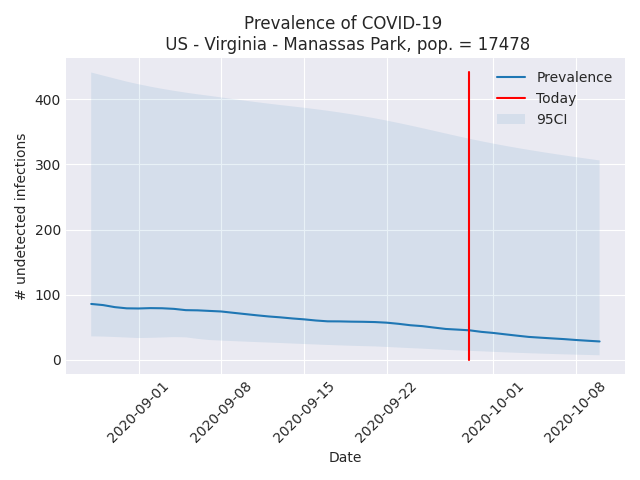 Prevalence of COVID-19
US - Virginia - Manassas Park, pop. = 17478
Prevalence
Today
95CI
# undetected infections
400
300
200
100
0
2020-09-01
2020-09-08
2020-09-15
2020-09-22
2020-10-01
2020-10-08
Date